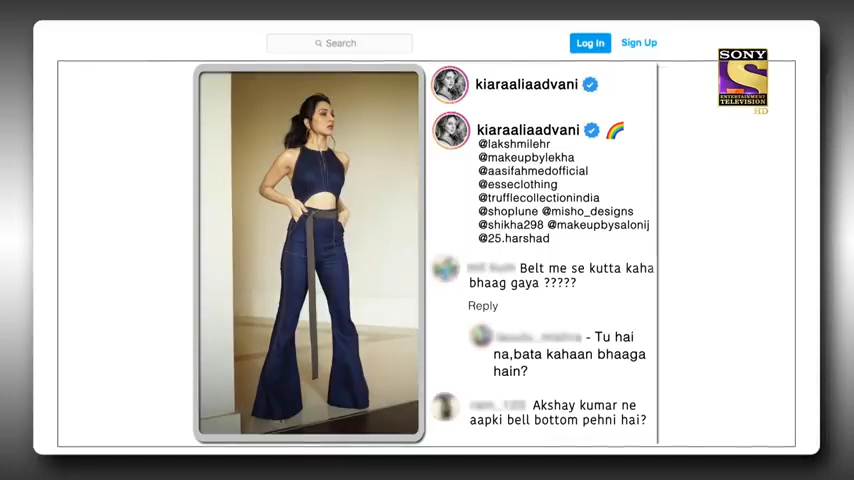 Search
Log In
Sign Up
SONY
ENTERTAINMENT
TELEVISION
HD
kiaraaliaadvani
kiaraaliaadvani
@lakshmilehr
@makeupbylekha
@aasifahmedofficial
@esseclothing
@trufflecollectionindia
@shoplune @misho_designs
@shikha298 @makeupbysalonij
@25.harshad
Belt me se kutta kaha
bhaag gaya ?????
Reply
- Tu hai
na,bata kahaan bhaaga
hain?
Akshay kumar ne
aapki bell bottom pehni hai?